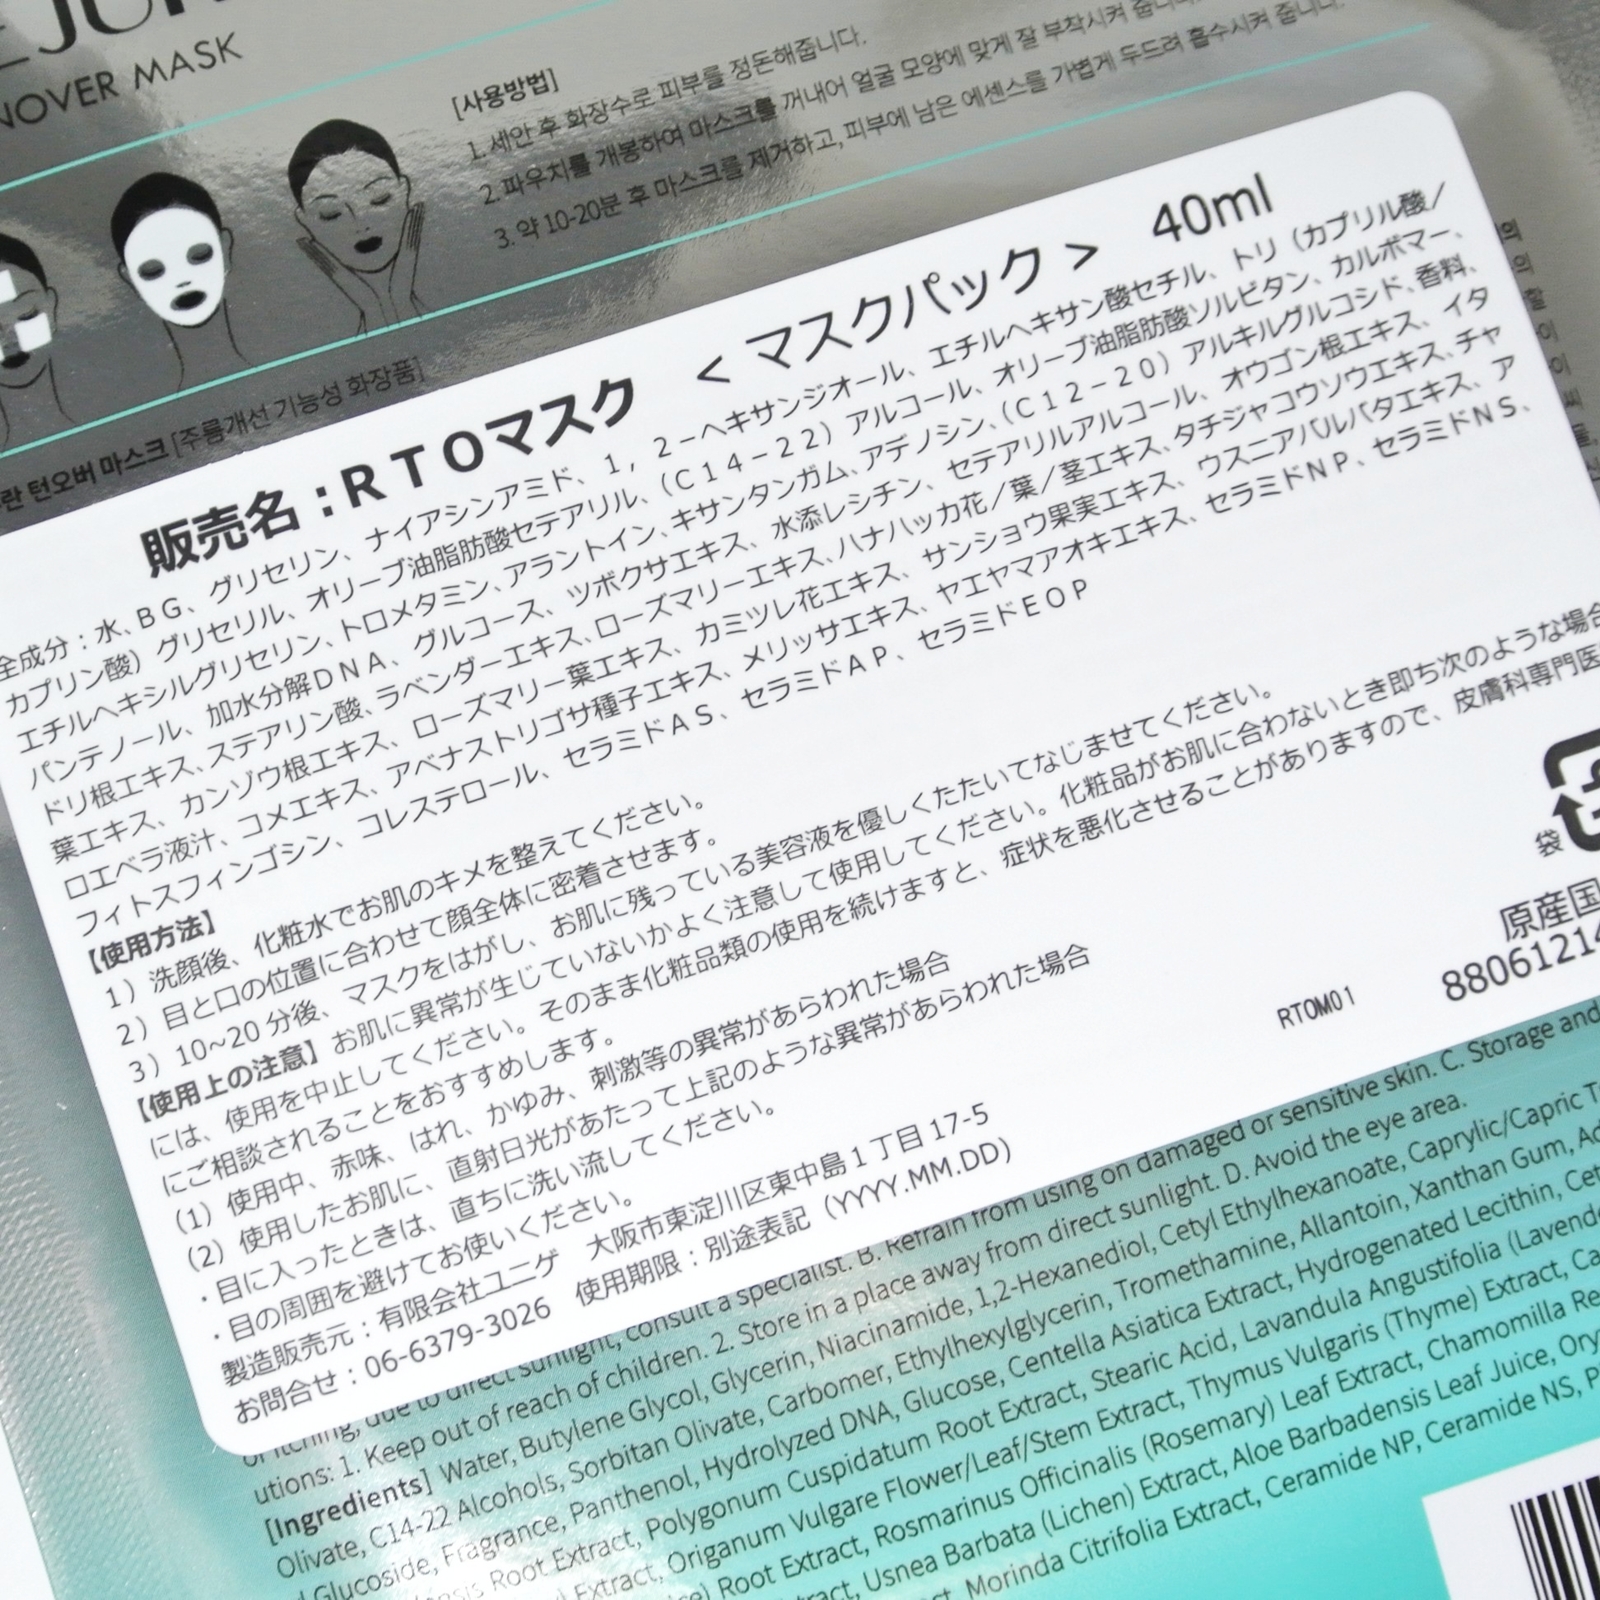 NOVER MASK
[사용방법]
1. 세안 후 화장수로 피부를 정돈해줍니다.
2. 파우치를 개봉하여 마스크를 꺼내어 얼굴 모양에 맞게 잘 부착시켜 줍니다.
3. 약 10-20분 후 마스크를 제거하고, 피부에 남은 에센스를 가볍게 두드려 흡수시켜 줍니다.
란 턴오버 마스크 [주름개선 기능성 화장품]
販売名：RTOマスク ＜マスクパック＞ 40ml
全成分：水、BG、グリセリン、ナイアシンアミド、1，2－ヘキサンジオール、エチルヘキサン酸セチル、トリ（カプリル酸／
カプリン酸）グリセリル、オリーブ油脂肪酸セテアリル、（C14－22）アルコール、オリーブ油脂肪酸ソルビタン、カルボマー、
エチルヘキシルグリセリン、トロメタミン、アラントイン、キサンタンガム、アデノシン、（C12－20）アルキルグルコシド、香料、
パンテノール、加水分解DNA、グルコース、ツボクサエキス、水添レシチン、セテアリルアルコール、オウゴン根エキス、イタ
ドリ根エキス、ステアリン酸、ラベンダーエキス、ローズマリーエキス、ハナハッカ花／葉／茎エキス、タチジャコウソウエキス、チャ
葉エキス、カンゾウ根エキス、ローズマリー葉エキス、カミツレ花エキス、サンショウ果実エキス、ウスニアバルバタエキス、ア
ロエベラ液汁、コメエキス、アベナストリゴサ種子エキス、メリッサエキス、ヤエヤマアオキエキス、セラミドNP、セラミドNS、
フィトスフィンゴシン、コレステロール、セラミドAS、セラミドAP、セラミドEOP
【使用方法】
1）洗顔後、化粧水でお肌のキメを整えてください。
2）目と口の位置に合わせて顔全体に密着させます。
3）10~20分後、マスクをはがし、お肌に残っている美容液を優しくたたいてなじませてください。
【使用上の注意】お肌に異常が生じていないかよく注意して使用してください。化粧品がお肌に合わないとき即ち次のような場合
には、使用を中止してください。そのまま化粧品類の使用を続けますと、症状を悪化させることがありますので、皮膚科専門医
にご相談されることをおすすめします。
(1）使用中、赤味、はれ、かゆみ、刺激等の異常があらわれた場合
(2）使用したお肌に、直射日光があたって上記のような異常があらわれた場合
・目に入ったときは、直ちに洗い流してください。
・目の周囲を避けてお使いください。
製造販売元：有限会社ユニゲ 大阪市東淀川区東中島1丁目17-5
お問合せ：06-6379-3026 使用期限：別途表記（YYYY.MM.DD）
袋
原産国
RTOM01
8806121
damaged or sensitive skin. C. Storage and
due to direct sunlight, consult a specialist. B. Refrain from using on
utions: 1. Keep out of reach of children. 2. Store in a place away from direct sunlight. D. Avoid the eye area.
[Ingredients] Water, Butylene Glycol, Glycerin, Niacinamide, 1,2-Hexanediol, Cetyl Ethylhexanoate, Caprylic/Capric
Olivate, C14-22 Alcohols, Sorbitan Olivate, Carbomer, Ethylhexylglycerin, Tromethamine, Allantoin, Xanthan Gum,
Glucoside, Fragrance, Panthenol, Hydrolyzed DNA, Glucose, Centella Asiatica Extract, Hydrogenated Lecithin,
Root Extract, Polygonum Cuspidatum Root Extract, Stearic Acid, Lavandula Angustifolia
Extract, Origanum Vulgare Flower/Leaf/Stem Extract, Thymus Vulgaris (Thyme) Extract,
Root Extract, Rosmarinus Officinalis (Rosemary) Leaf Extract, Chamomilla
Usnea Barbata (Lichen) Extract, Aloe Barbadensis Leaf Juice,
Morinda Citrifolia Extract, Ceramide NP, Ceramide NS,